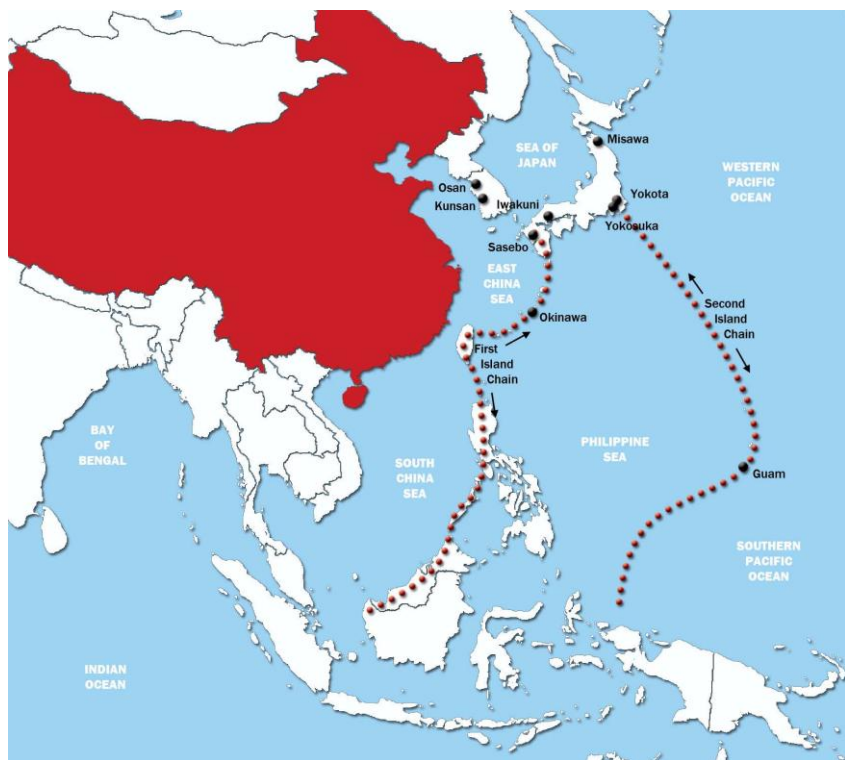 Misawa
SEA OF
JAPAN
WESTERN
PACIFIC
OCEAN
Osan
Kunsan
Iwakuni
Yokota
Yokosuka
Sasebo
EAST
CHINA
SEA
Second
Island
Chain
Okinawa
First
Island
Chain
BAY
OF
BENGAL
PHILIPPINE
SEA
SOUTH
CHINA
SEA
Guam
SOUTHERN
PACIFIC
OCEAN
INDIAN
OCEAN